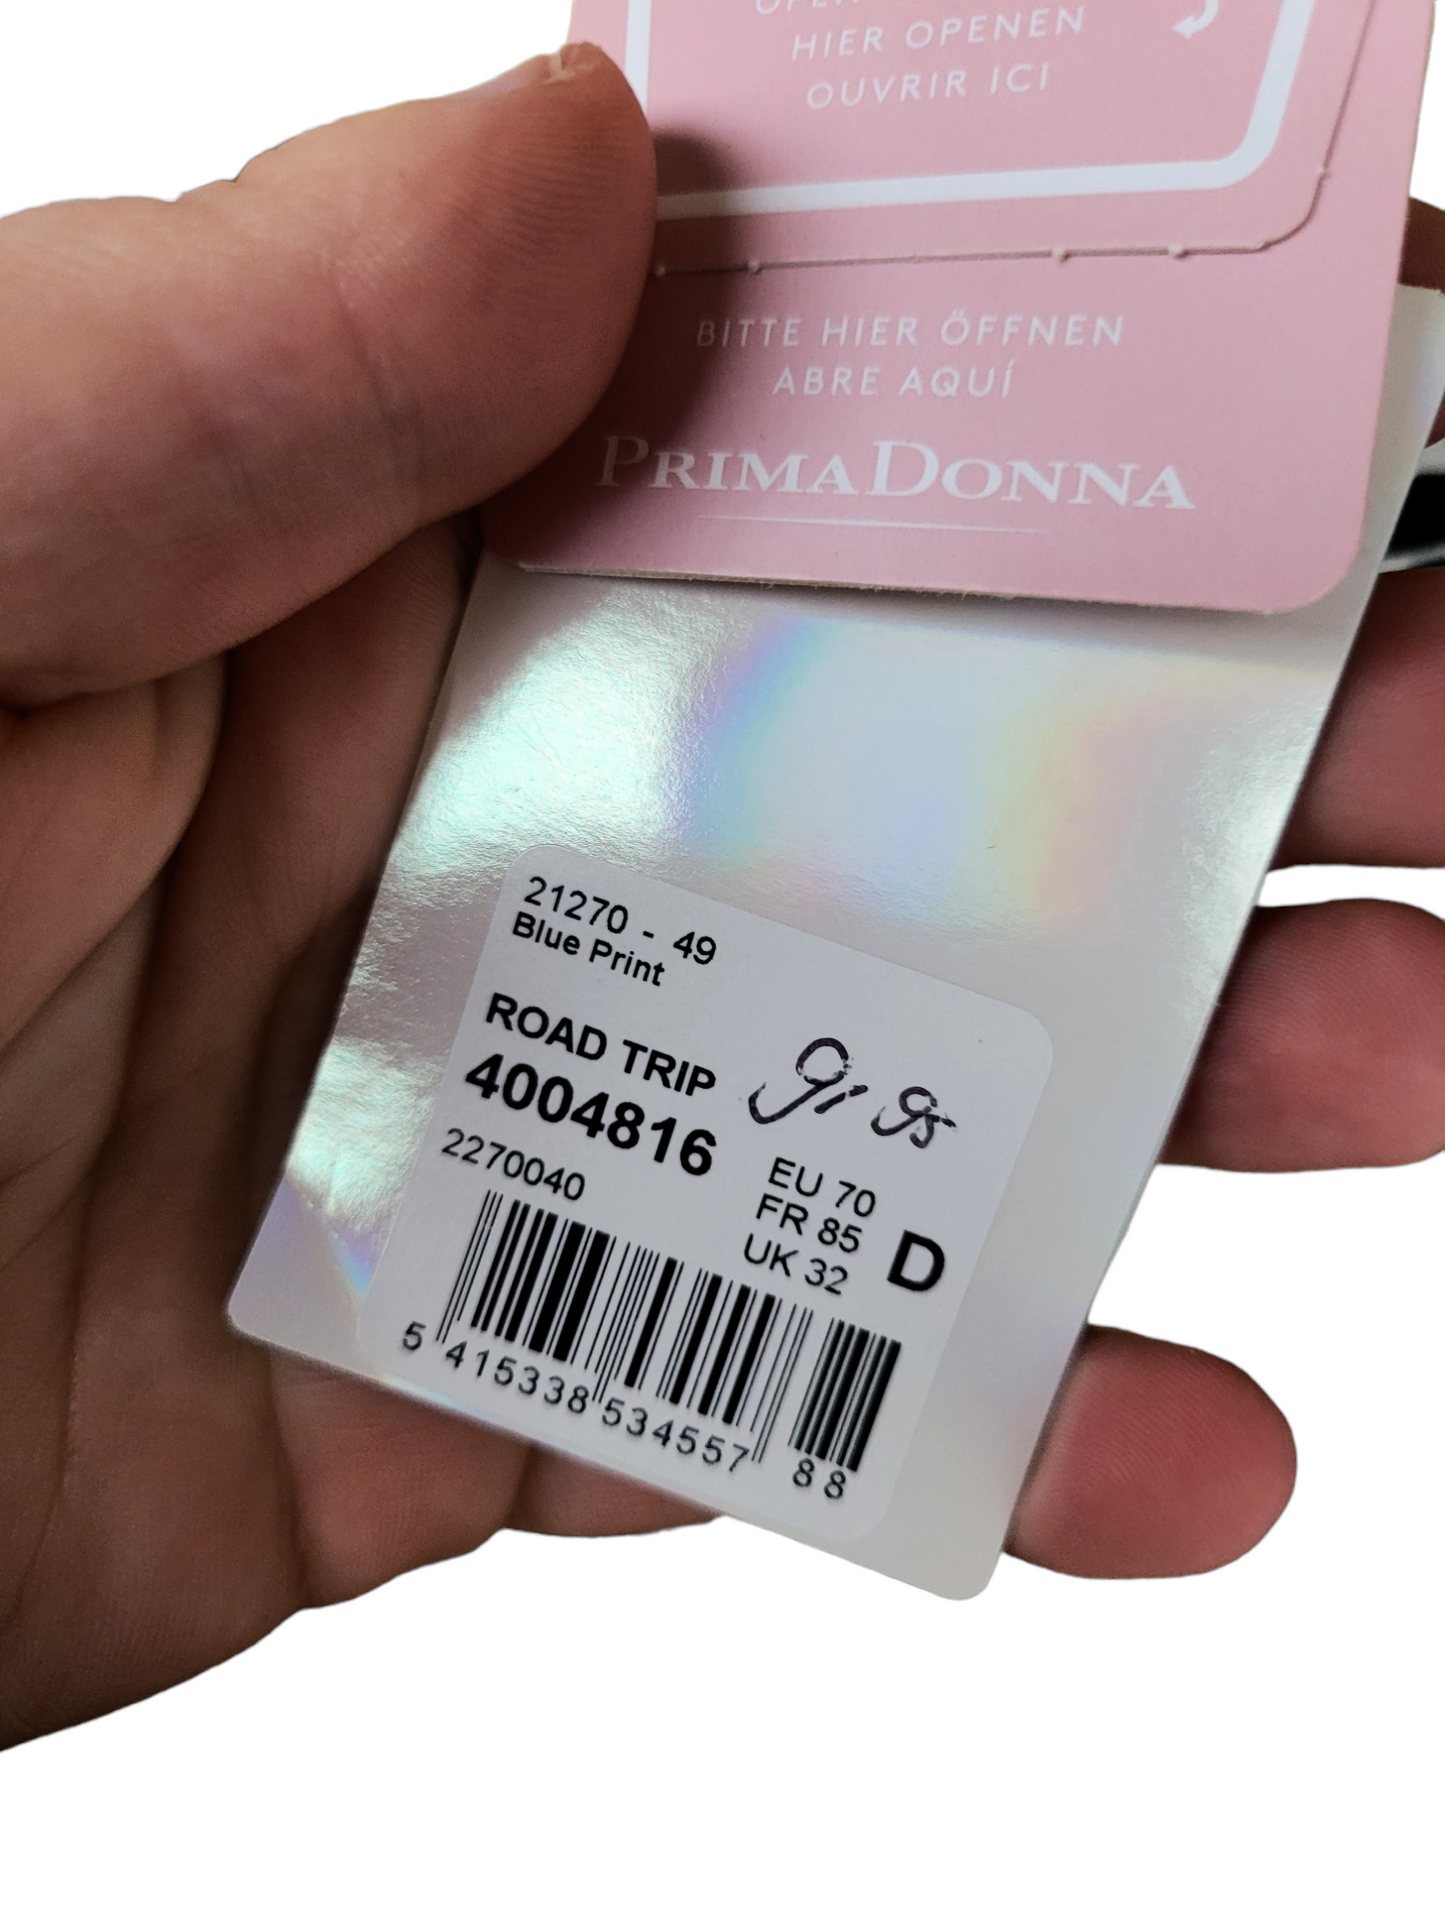 HIER OPENEN
OUVRIR ICI
BITTE HIER ÖFFNEN
ABRE AQUÍ
PRIMADONNA
21270 - 49
Blue Print
ROAD TRIP
4004816
2270040
EU 70
FR 85
UK 32
D
5 415338 534557 88